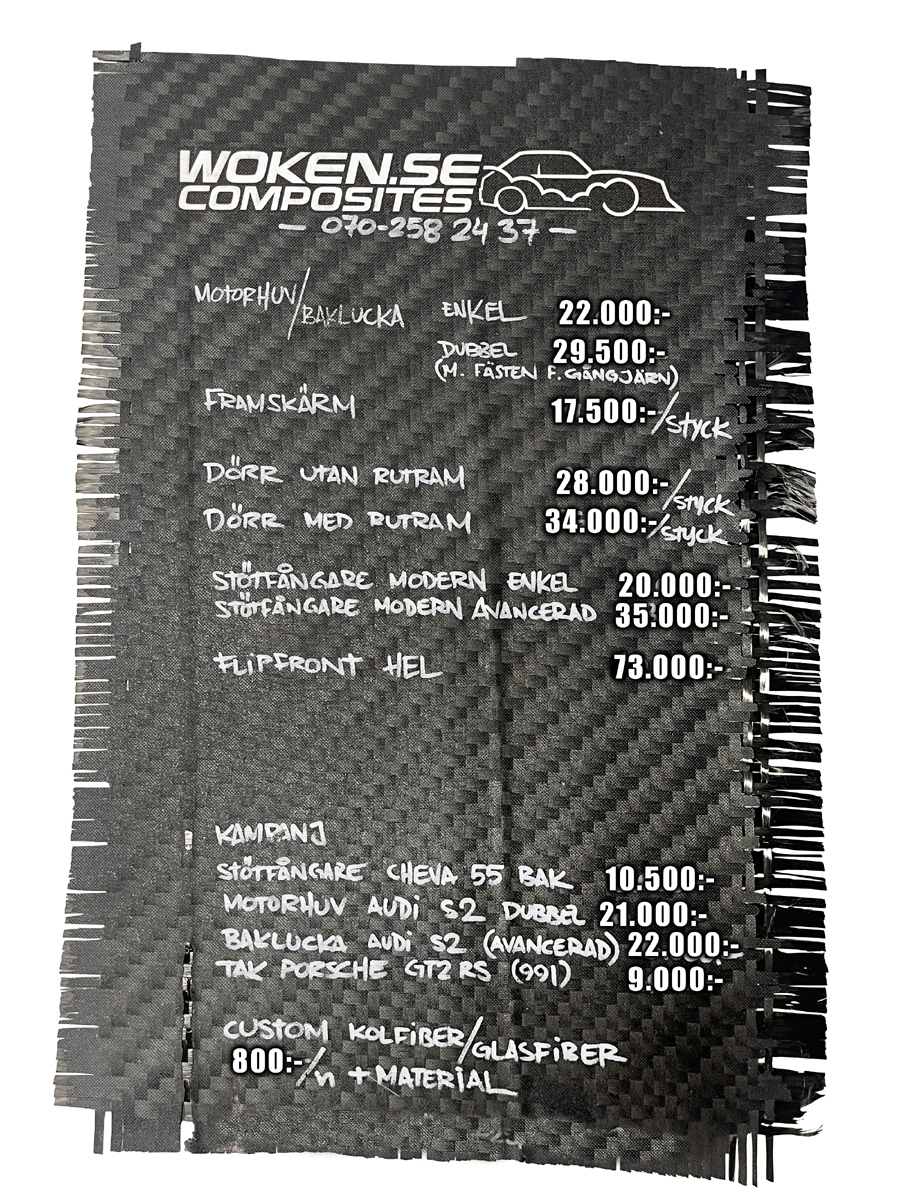 WOKEN.SE
COMPOSITES
— 070-258 24 37 —
MOTORHUV/BAKLUCKA ENKEL 22.000:-
DUBBEL 29.500:-
(M. FÄSTEN F. GÅNGJÄRN)
FRAMSKÄRM 17.500:-/STYCK
DÖRR UTAN RUTRAM 28.000:-/STYCK
DÖRR MED RUTRAM 34.000:-/STYCK
STÖTFÅNGARE MODERN ENKEL 20.000:-
STÖTFÅNGARE MODERN AVANCERAD 35.000:-
FLIPFRONT HEL 73.000:-
KAMPANJ
STÖTFÅNGARE CHEVA 55 BAK 10.500:-
MOTORHUV AUDI S2 DUBBEL 21.000:-
BAKLUCKA AUDI S2 (AVANCERAD) 22.000:-
TAK PORSCHE GT2 RS (991) 9.000:-
CUSTOM KOLFIBER/GLASFIBER
800:-/h + MATERIAL